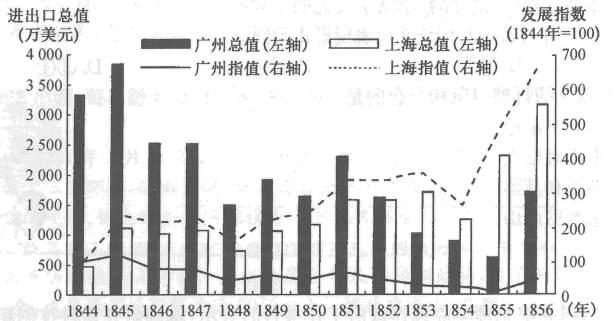 进出口总值
(万美元)
发展指数
(1844年=100)
广州总值(左轴)
上海总值(左轴)
广州指值(右轴)
上海指值(右轴)
4 000
3 500
3 000
2 500
2 000
1 500
1 000
500
0
700
600
500
400
300
200
100
0
1844 1845 1846 1847 1848 1849 1850 1851 1852 1853 1854 1855 1856 (年)